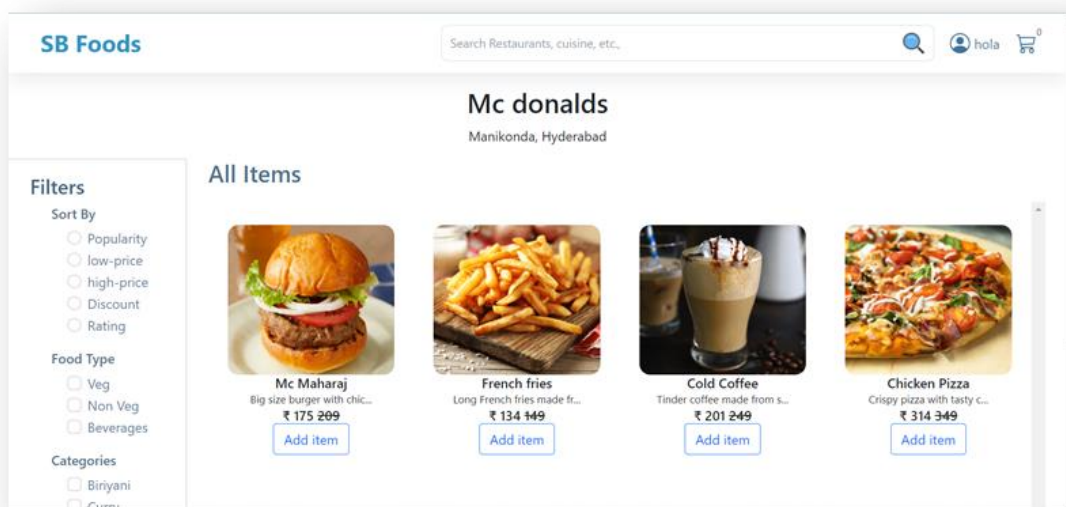 SB Foods
Search Restaurants, cuisine, etc.,
hola
0
Mc donalds
Manikonda, Hyderabad
Filters
Sort By
Popularity
low-price
high-price
Discount
Rating
Food Type
Veg
Non Veg
Beverages
Categories
Biriyani
Curry
All Items
Mc Maharaj
Big size burger with chic...
₹ 175 209
Add item
French fries
Long French fries made fr...
₹ 134 149
Add item
Cold Coffee
Tinder coffee made from s...
₹ 201 249
Add item
Chicken Pizza
Crispy pizza with tasty c...
₹ 314 349
Add item